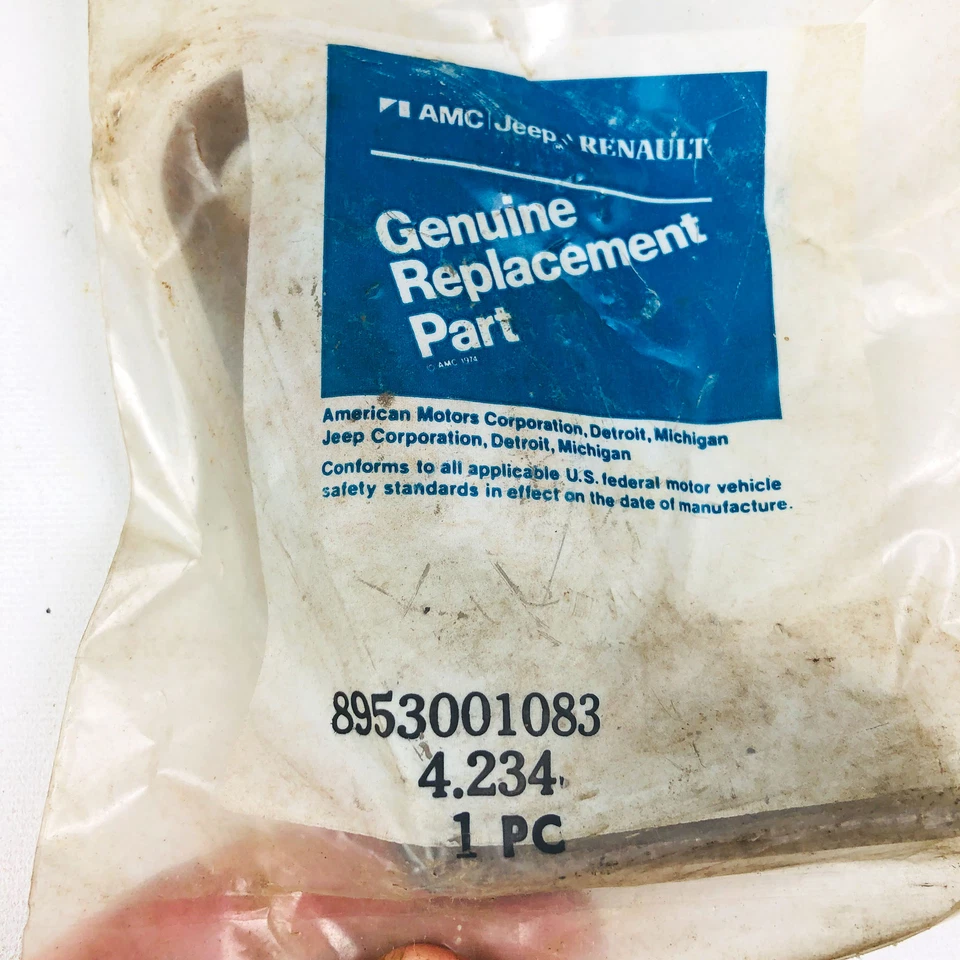 AMC Jeep RENAULT
Genuine
Replacement
Part
© AMC 1974
American Motors Corporation, Detroit, Michigan
Jeep Corporation, Detroit, Michigan
Conforms to all applicable U.S. federal motor vehicle
safety standards in effect on the date of manufacture.
8953001083
4.234
1 PC